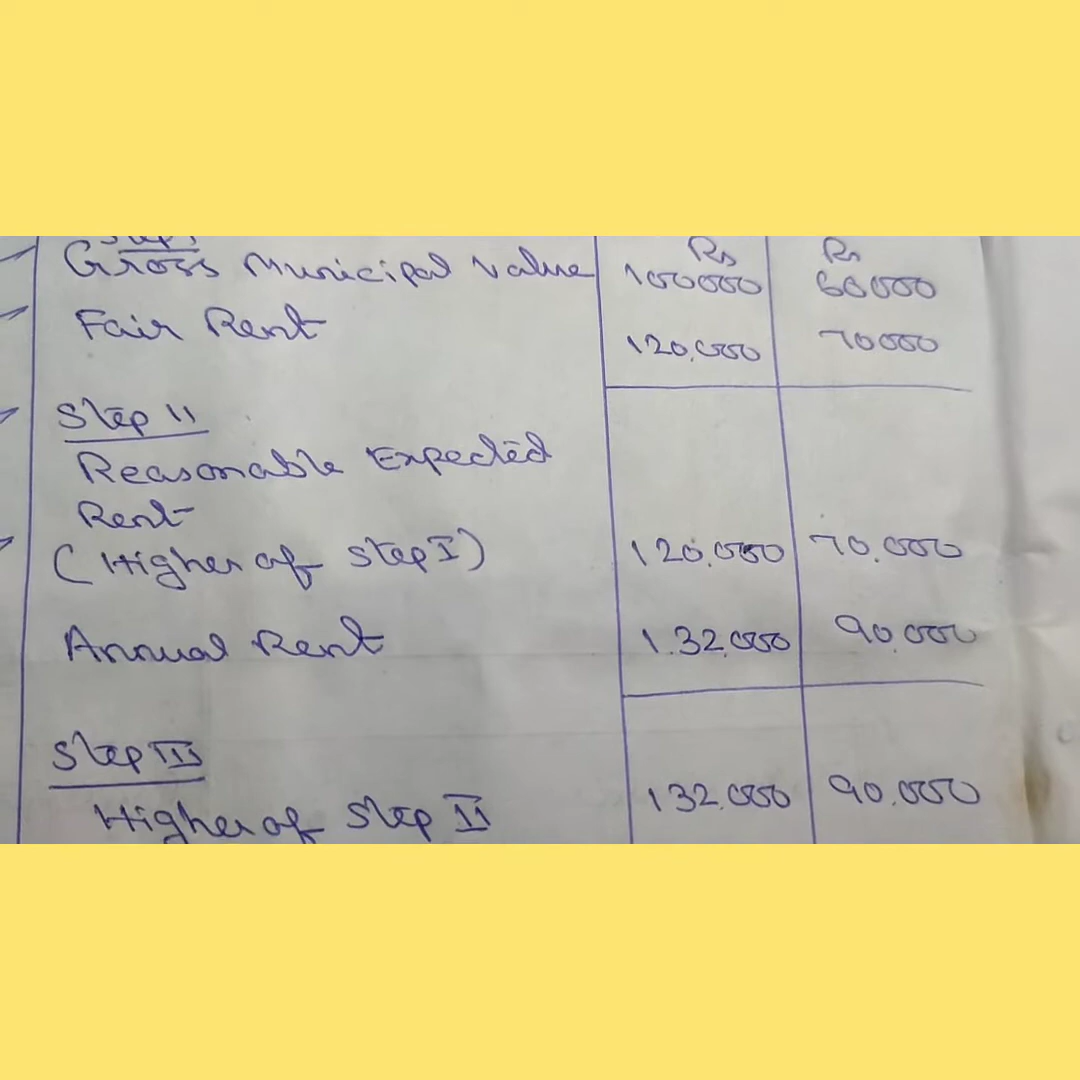 Step I
Rs Rs
Gross Municipal Value 100000 60000
Fair Rent 120,000 70000
Step II
Reasonable Expected
Rent
(Higher of Step I) 120,000 70,000
Annual Rent 1.32,000 90,000
Step III
Higher of Step II 132,000 90,000